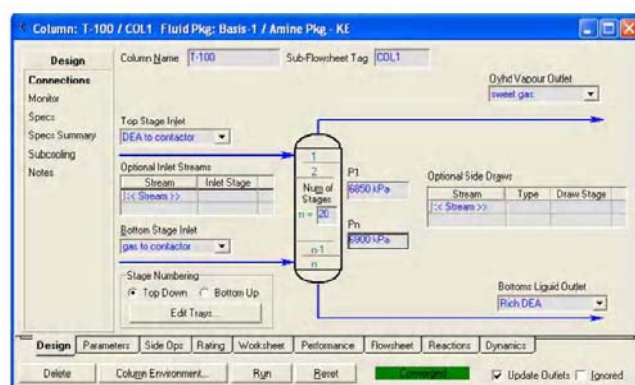 Column: T-100 / COL1 Fluid Pkg: Basis-1 / Amine Pkg - KE
Design
Connections
Monitor
Specs
Specs Summary
Subcooling
Notes
Column Name T-100 Sub-Flowsheet Tag COL1
Ovhd Vapour Outlet
sweet gas
Top Stage Inlet
DEA to contactor
Optional Inlet Streams
Stream Inlet Stage
<< Stream >>
Bottom Stage Inlet
gas to contactor
Stage Numbering
Top Down Bottom Up
Edit Trays...
1
2
Num of
Stages
n = 20
n-1
n
P1
6850 kPa
Pn
6900 kPa
Optional Side Draws
Stream Type Draw Stage
<< Stream >>
Bottoms Liquid Outlet
Rich DEA
Design Parameters Side Ops Rating Worksheet Performance Flowsheet Reactions Dynamics
Delete Column Environment... Run Reset Converged Update Outlets Ignored